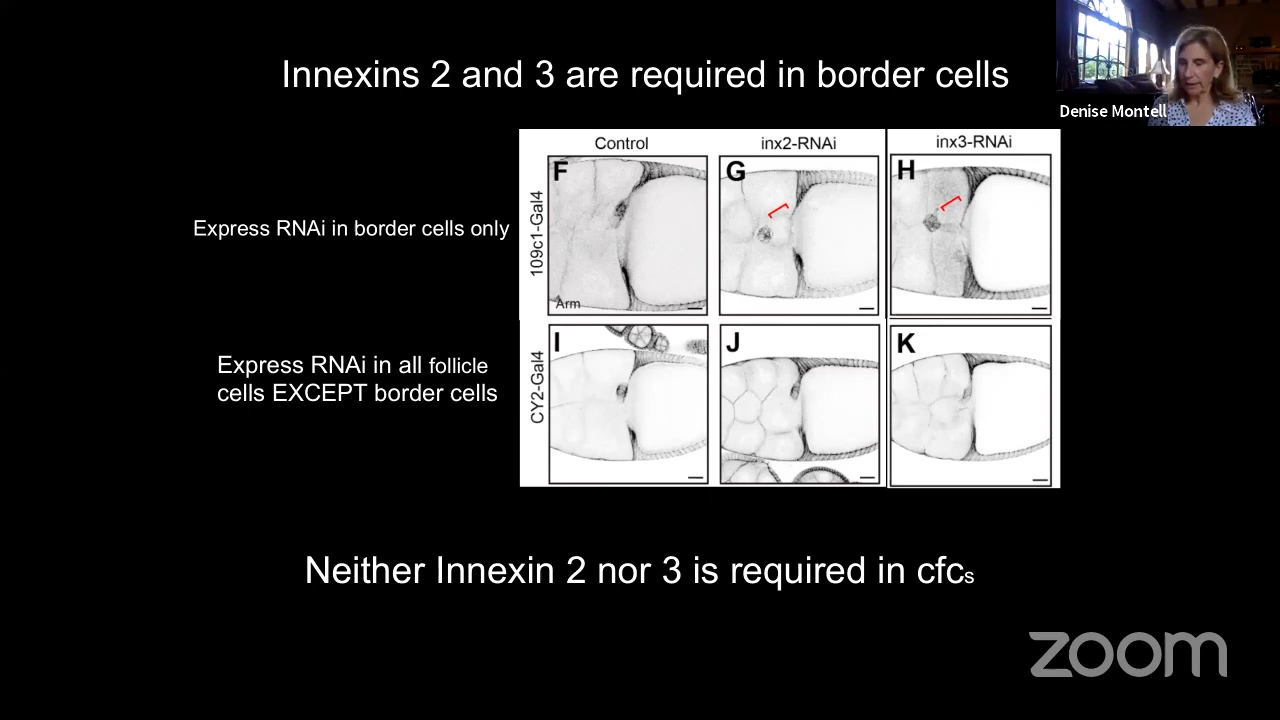 Innexins 2 and 3 are required in border cells
Denise Montell
Control
inx2-RNAi
inx3-RNAi
Express RNAi in border cells only
109c1-Gal4
F
G
H
Arm
Express RNAi in all follicle
cells EXCEPT border cells
CY2-Gal4
I
J
K
Neither Innexin 2 nor 3 is required in cfcs
zoom